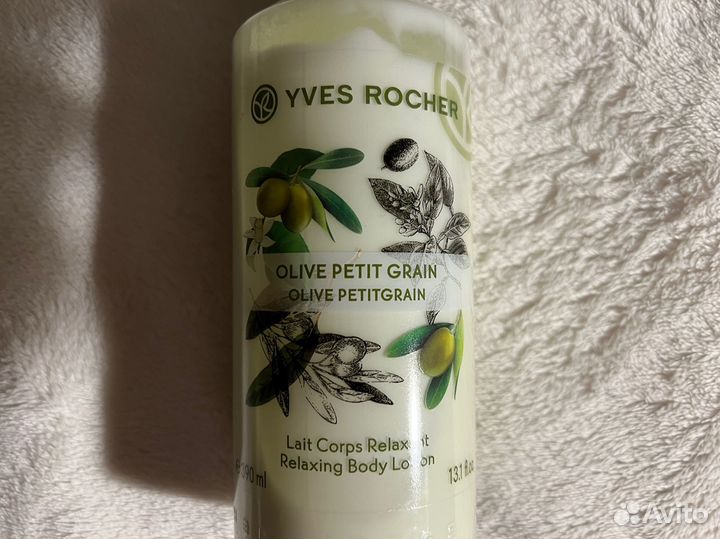 YVES ROCHER
OLIVE PETIT GRAIN
OLIVE PETITGRAIN
Lait Corps Relaxant
Relaxing Body Lotion
390 ml
13.1 fl.oz
Avito